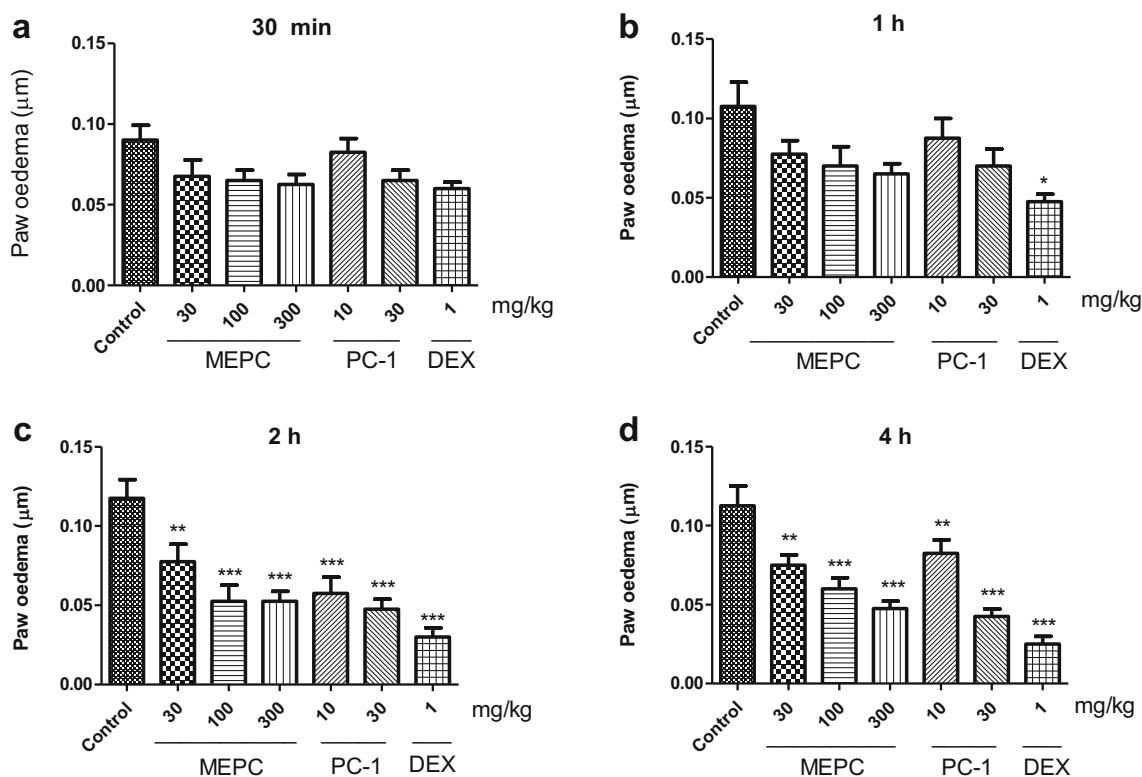 a
30 min
Paw oedema (μm)
0.15
0.10
0.05
0.00
Control
30
100
300
10
30
1
mg/kg
MEPC
PC-1
DEX
b
1 h
Paw oedema (μm)
0.15
0.10
0.05
0.00
*
Control
30
100
300
10
30
1
mg/kg
MEPC
PC-1
DEX
c
2 h
Paw oedema (μm)
0.15
0.10
0.05
0.00
**
***
***
***
***
***
Control
30
100
300
10
30
1
mg/kg
MEPC
PC-1
DEX
d
4 h
Paw oedema (μm)
0.15
0.10
0.05
0.00
**
***
***
**
***
***
Control
30
100
300
10
30
1
mg/kg
MEPC
PC-1
DEX